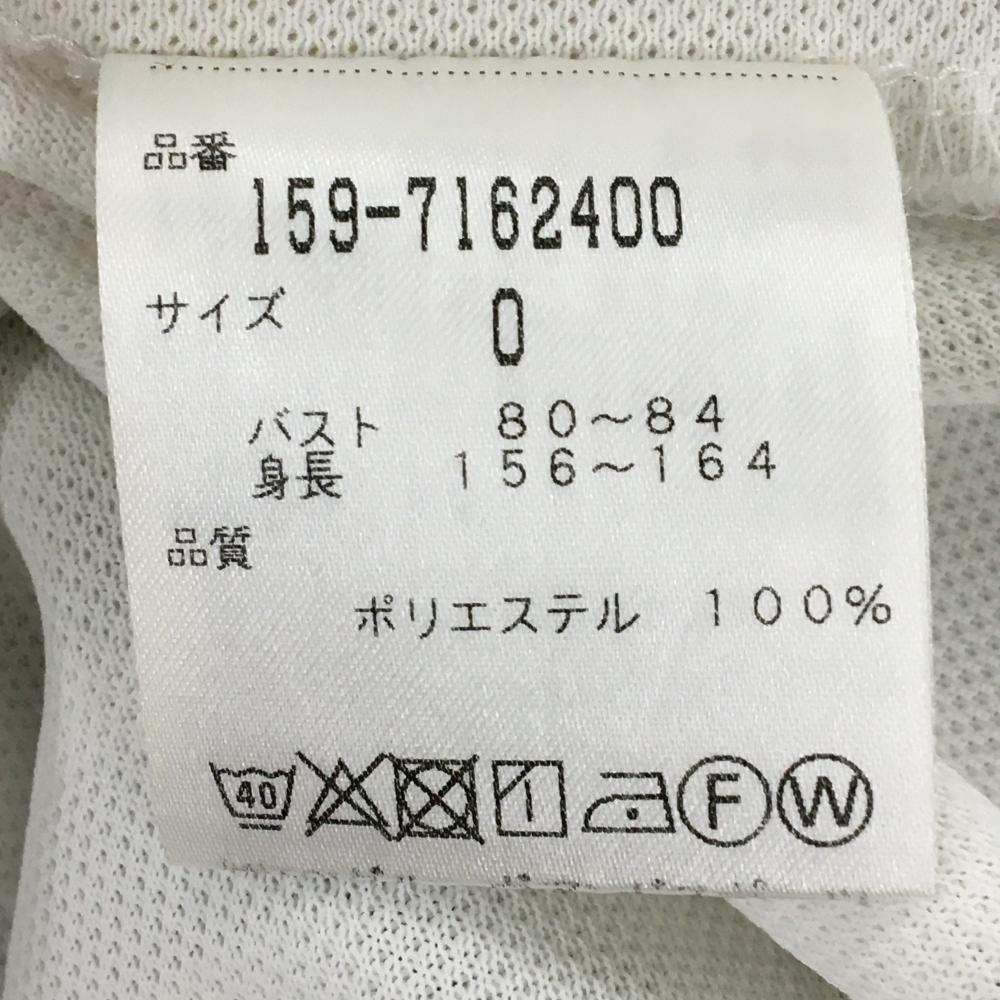 品番
159-7162400
サイズ 0
バスト 80～84
身長 156～164
品質
ポリエステル 100%
40 F W